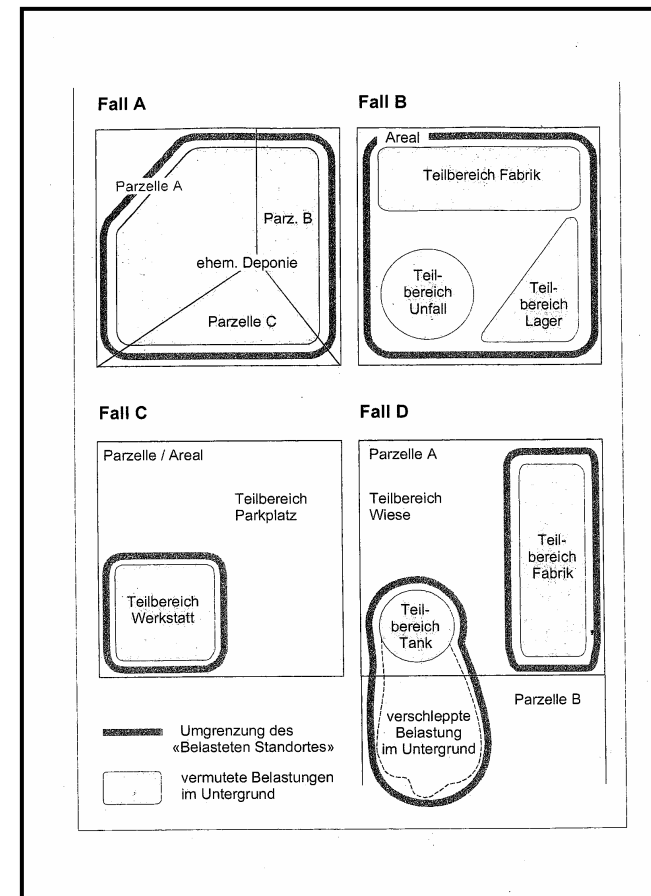 Fall A
Parzelle A
Parz. B
ehem. Deponie
Parzelle C
Fall B
Areal
Teilbereich Fabrik
Teil-
bereich
Unfall
Teil-
bereich
Lager
Fall C
Parzelle / Areal
Teilbereich
Parkplatz
Teilbereich
Werkstatt
Fall D
Parzelle A
Teilbereich
Wiese
Teil-
bereich
Fabrik
Teil-
bereich
Tank
Parzelle B
verschleppte
Belastung
im Untergrund
Umgrenzung des
«Belasteten Standortes»
vermutete Belastungen
im Untergrund